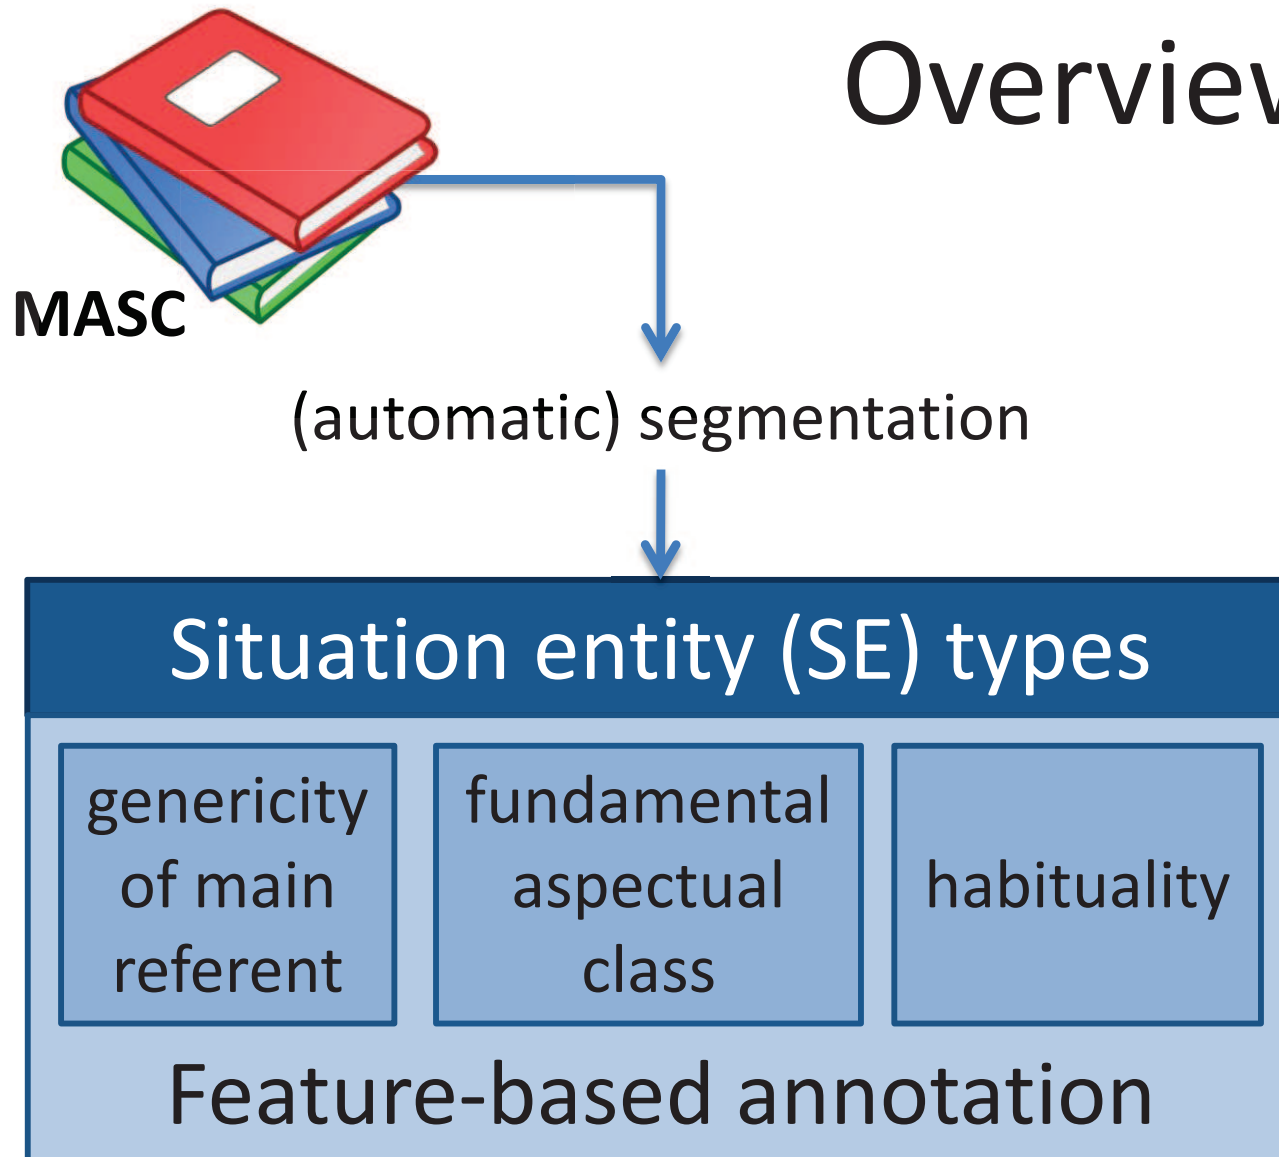 Overview
MASC
(automatic) segmentation
Situation entity (SE) types
genericity
of main
referent
fundamental
aspectual
class
habituality
Feature-based annotation